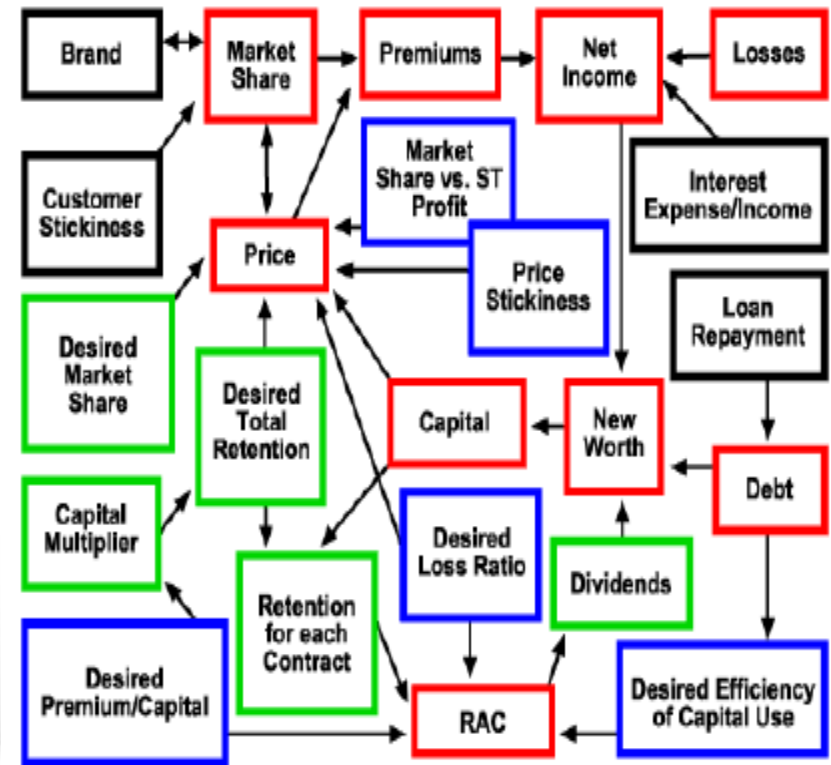 Brand
Market
Share
Premiums
Net
Income
Losses
Customer
Stickiness
Market
Share vs. ST
Profit
Interest
Expense/Income
Price
Price
Stickiness
Loan
Repayment
Desired
Market
Share
Desired
Total
Retention
Capital
New
Worth
Debt
Capital
Multiplier
Desired
Loss Ratio
Dividends
Retention
for each
Contract
Desired
Premium/Capital
RAC
Desired Efficiency
of Capital Use